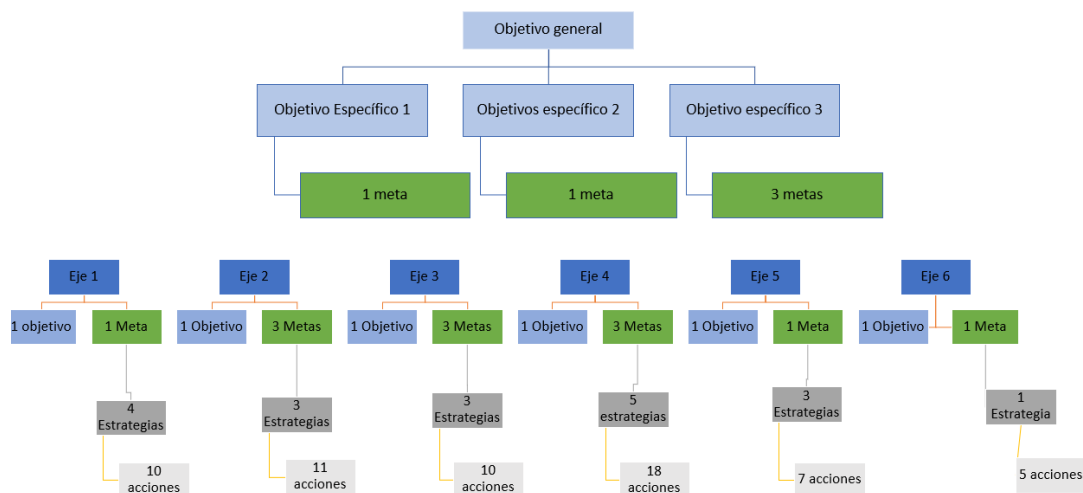 Objetivo general
Objetivo Específico 1
Objetivos específico 2
Objetivo específico 3
1 meta
1 meta
3 metas
Eje 1
Eje 2
Eje 3
Eje 4
Eje 5
Eje 6
1 objetivo
1 Meta
1 Objetivo
3 Metas
1 Objetivo
3 Metas
1 Objetivo
3 Metas
1 Objetivo
1 Meta
1 Objetivo
1 Meta
4
Estrategias
3
Estrategias
3
Estrategias
5
estrategias
3
Estrategias
1
Estrategia
10
acciones
11
acciones
10
acciones
18
acciones
7 acciones
5 acciones